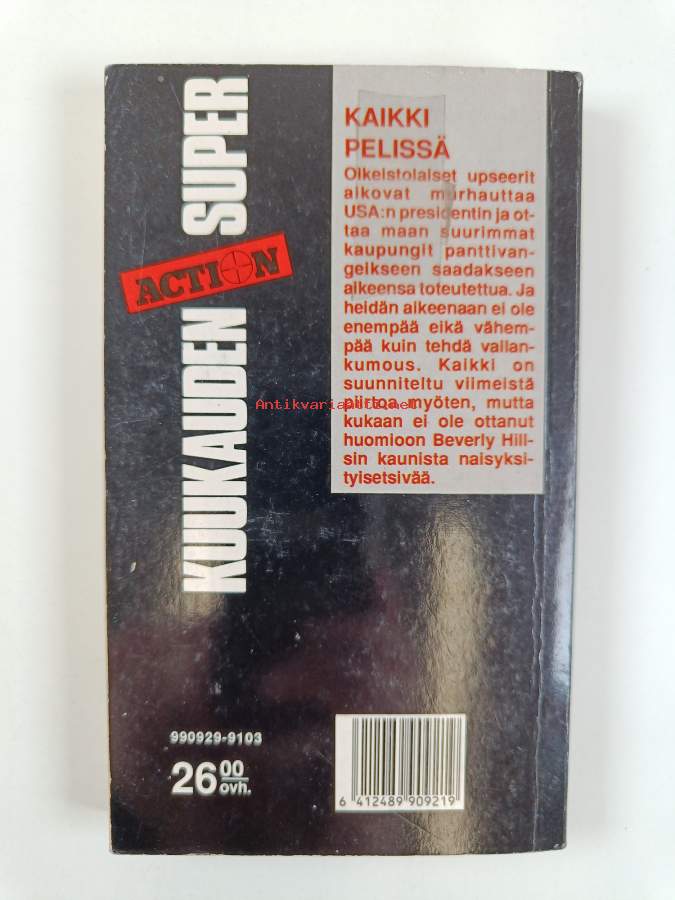 KUUKAUDEN SUPER
ACTION
KAIKKI
PELISSÄ
Oikeistolaiset upseerit
aikovat murhauttaa
USA:n presidentin ja ot-
taa maan suurimmat
kaupungit panttivan-
geikseen saadakseen
aikeensa toteutettua. Ja
heidän aikeenaan ei ole
enempää eikä vähem-
pää kuin tehdä vallan-
kumous. Kaikki on
suunniteltu viimeistä
piirtoa myöten, mutta
kukaan ei ole ottanut
huomioon Beverly Hill-
sin kaunista naisyksi-
tyisetsivää.
Antikvariaatti.net
990929-9103
26 00
ovh.
6 412489 909219